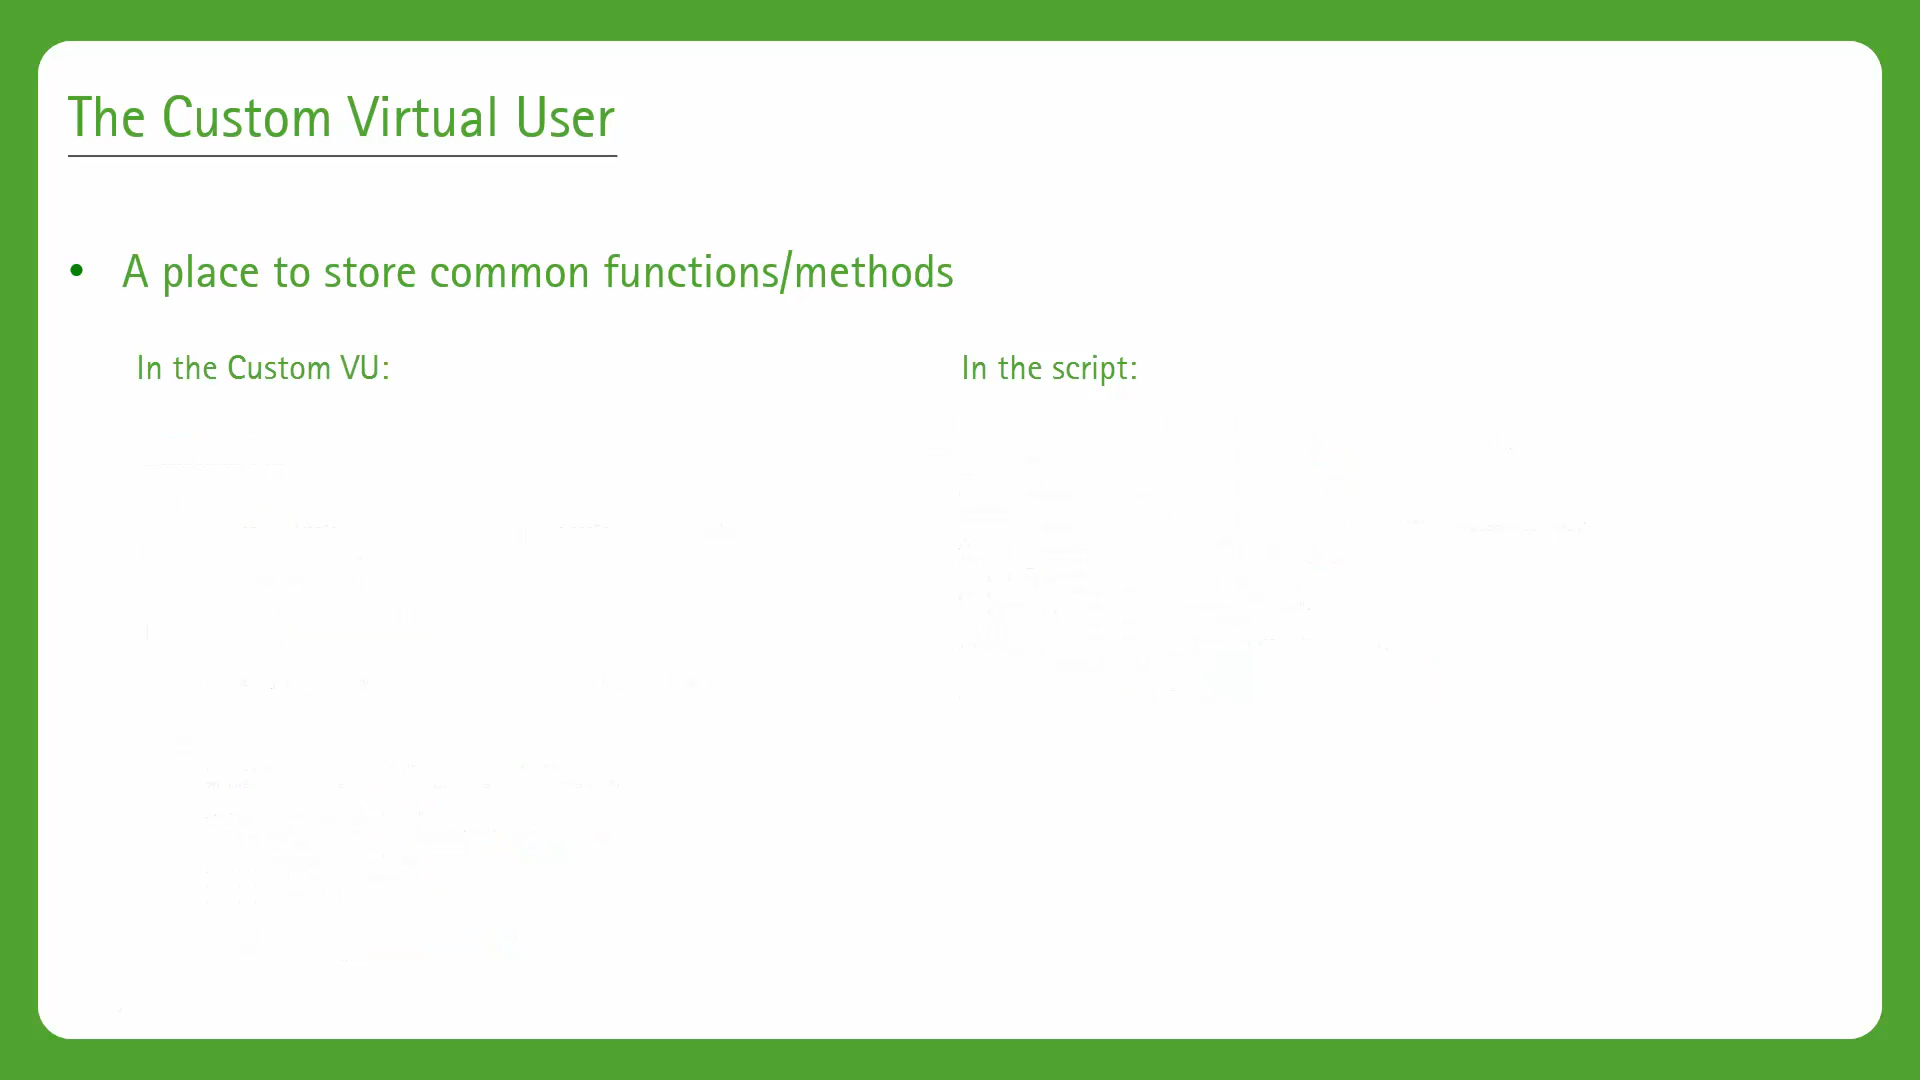 The Custom Virtual User
• A place to store common functions/methods
In the Custom VU:
In the script: